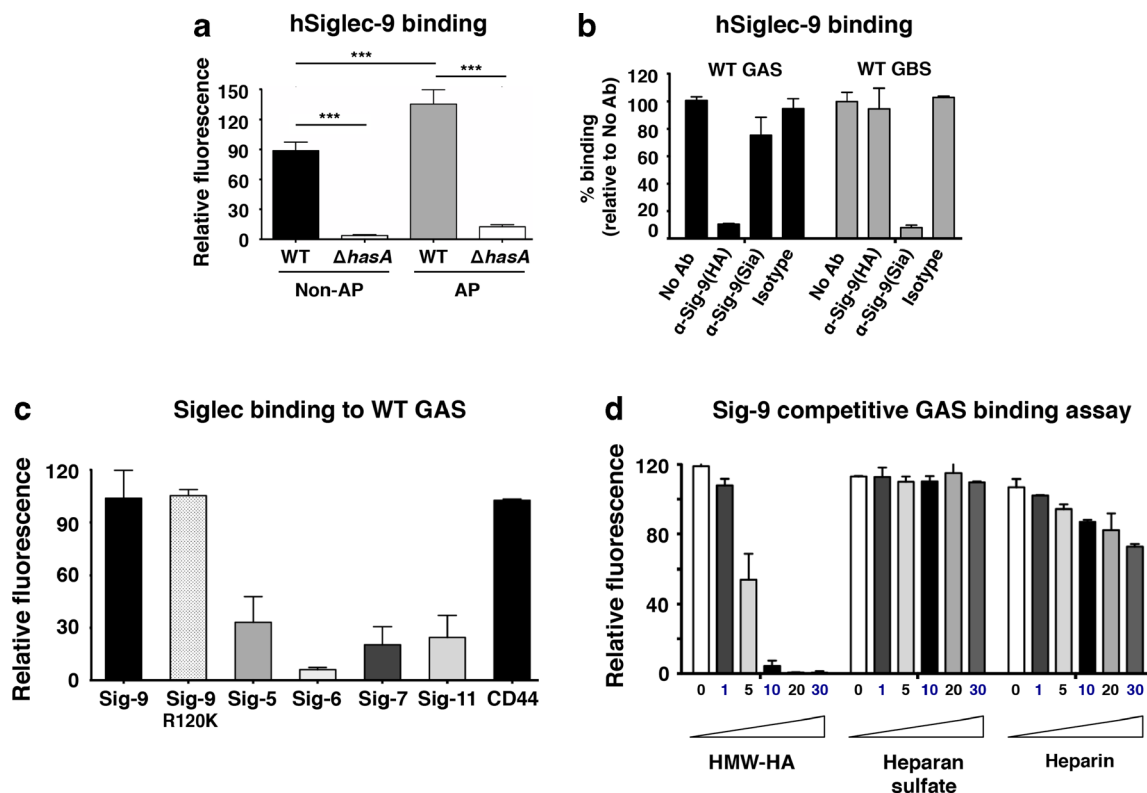 a hSiglec-9 binding
***
***
***
Relative fluorescence
150
120
90
60
30
0
WT ΔhasA WT ΔhasA
Non-AP AP
b hSiglec-9 binding
WT GAS WT GBS
% binding
(relative to No Ab)
120
100
80
60
40
20
0
No Ab
α-Sig-9(HA)
α-Sig-9(Sia)
Isotype
No Ab
α-Sig-9(HA)
α-Sig-9(Sia)
Isotype
c Siglec binding to WT GAS
Relative fluorescence
120
90
60
30
0
Sig-9 Sig-9 Sig-5 Sig-6 Sig-7 Sig-11 CD44
R120K
d Sig-9 competitive GAS binding assay
Relative fluorescence
120
80
40
0
0 1 5 10 20 30 0 1 5 10 20 30 0 1 5 10 20 30
HMW-HA Heparan Heparin
sulfate